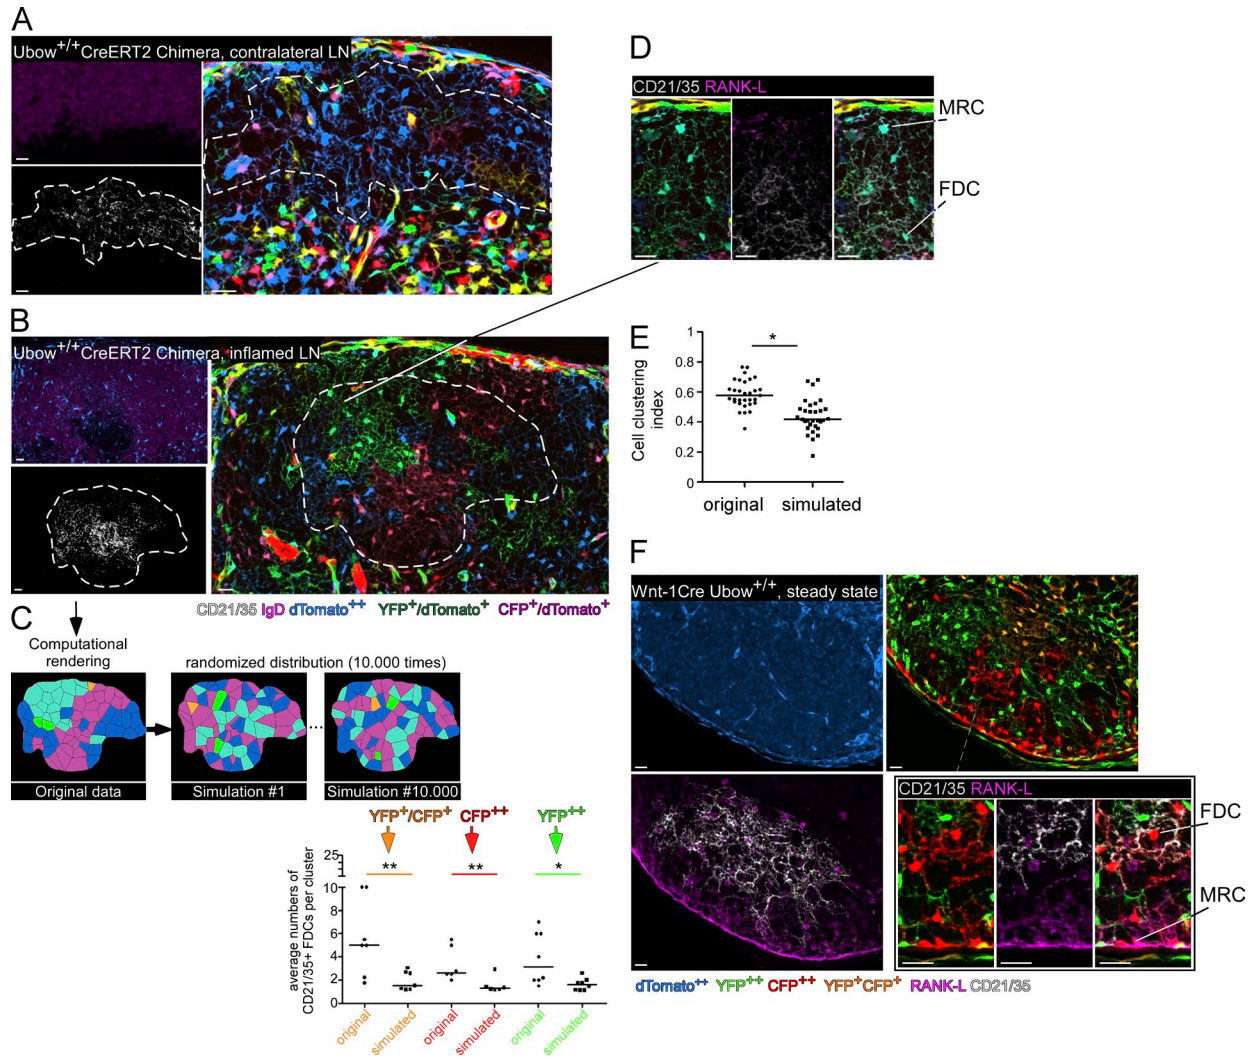 A
Ubow+/+CreERT2 Chimera, contralateral LN
B
Ubow+/+CreERT2 Chimera, inflamed LN
CD21/35 IgD dTomato++ YFP+/dTomato+ CFP+/dTomato+
C
Computational
rendering
randomized distribution (10.000 times)
...
Original data
Simulation #1
Simulation #10.000
YFP+/CFP+
CFP++
YFP++
average numbers of
CD21/35+ FDCs per cluster
25
10
8
6
4
2
0
**
**
*
original
simulated
original
simulated
original
simulated
D
CD21/35 RANK-L
MRC
FDC
E
Cell clustering
index
1
0.8
0.6
0.4
0.2
0
*
original
simulated
F
Wnt-1Cre Ubow+/+, steady state
CD21/35 RANK-L
FDC
MRC
dTomato++ YFP++ CFP++ YFP+CFP+ RANK-L CD21/35